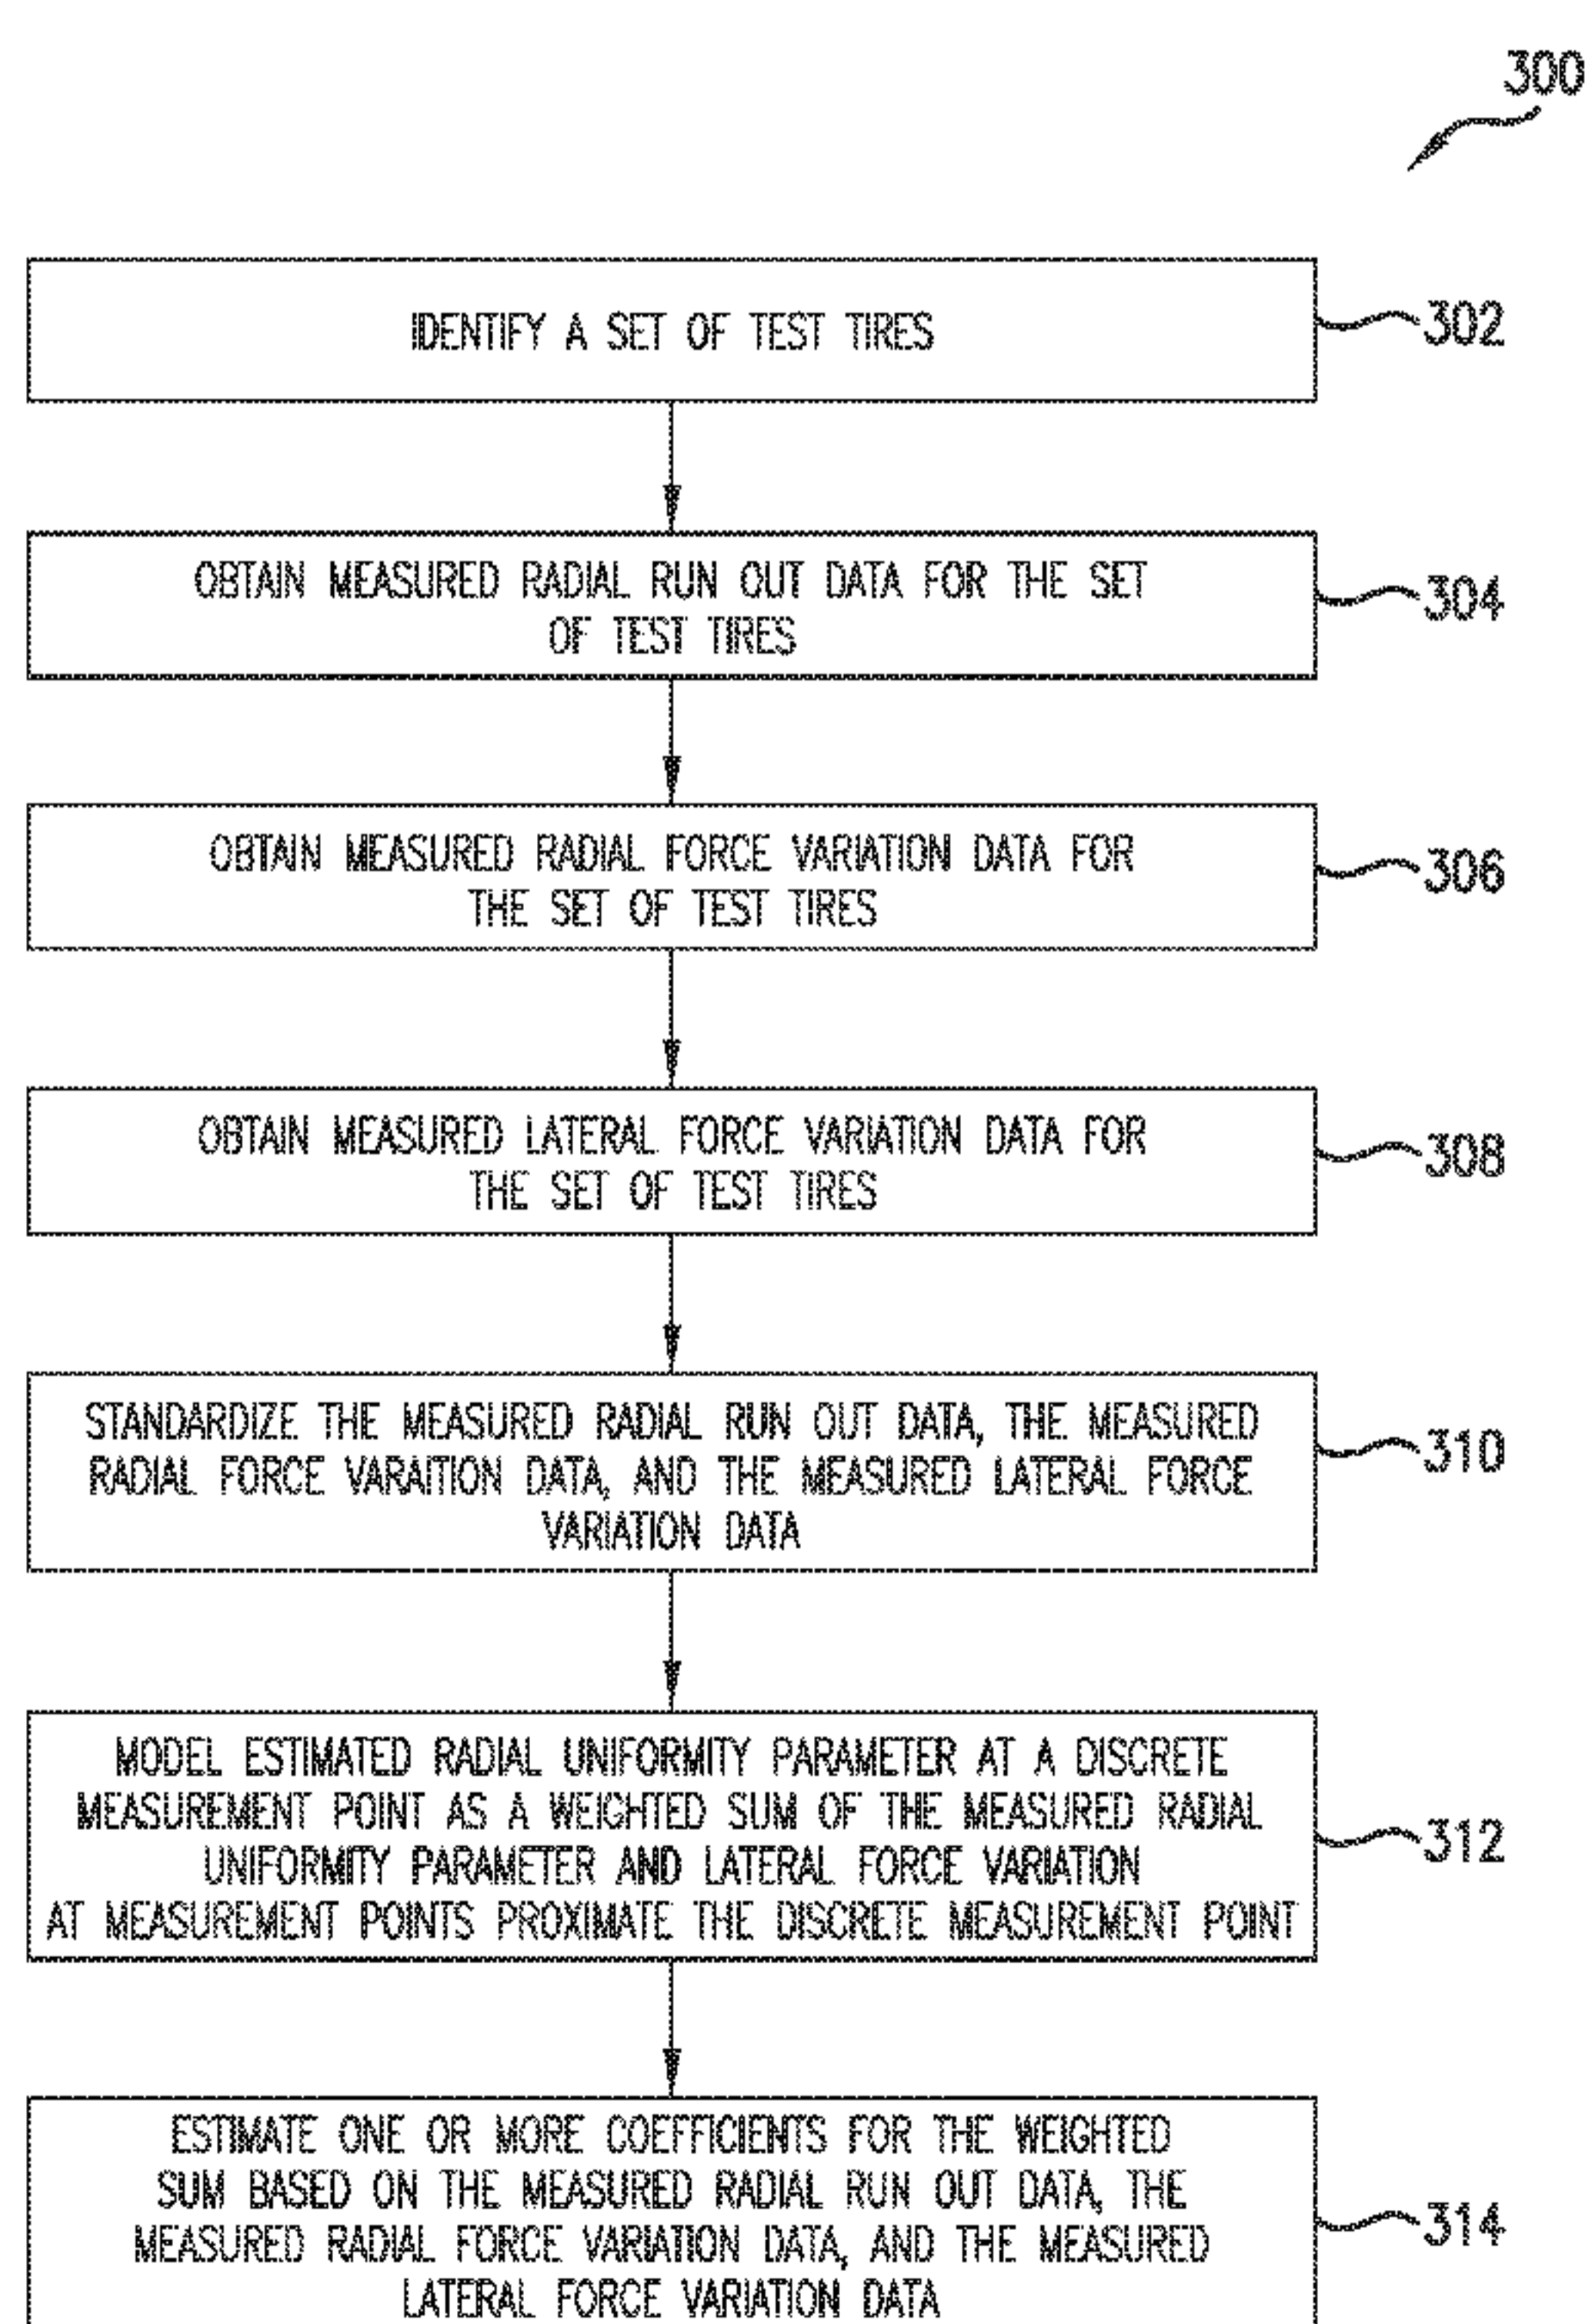 300
IDENTIFY A SET OF TEST TIRES
302
OBTAIN MEASURED RADIAL RUN OUT DATA FOR THE SET
OF TEST TIRES
304
OBTAIN MEASURED RADIAL FORCE VARIATION DATA FOR
THE SET OF TEST TIRES
306
OBTAIN MEASURED LATERAL FORCE VARIATION DATA FOR
THE SET OF TEST TIRES
308
STANDARDIZE THE MEASURED RADIAL RUN OUT DATA, THE MEASURED
RADIAL FORCE VARAITION DATA, AND THE MEASURED LATERAL FORCE
VARIATION DATA
310
MODEL ESTIMATED RADIAL UNIFORMITY PARAMETER AT A DISCRETE
MEASUREMENT POINT AS A WEIGHTED SUM OF THE MEASURED RADIAL
UNIFORMITY PARAMETER AND LATERAL FORCE VARIATION
AT MEASUREMENT POINTS PROXIMATE THE DISCRETE MEASUREMENT POINT
312
ESTIMATE ONE OR MORE COEFFICIENTS FOR THE WEIGHTED
SUM BASED ON THE MEASURED RADIAL RUN OUT DATA, THE
MEASURED RADIAL FORCE VARIATION DATA, AND THE MEASURED
LATERAL FORCE VARIATION DATA
314